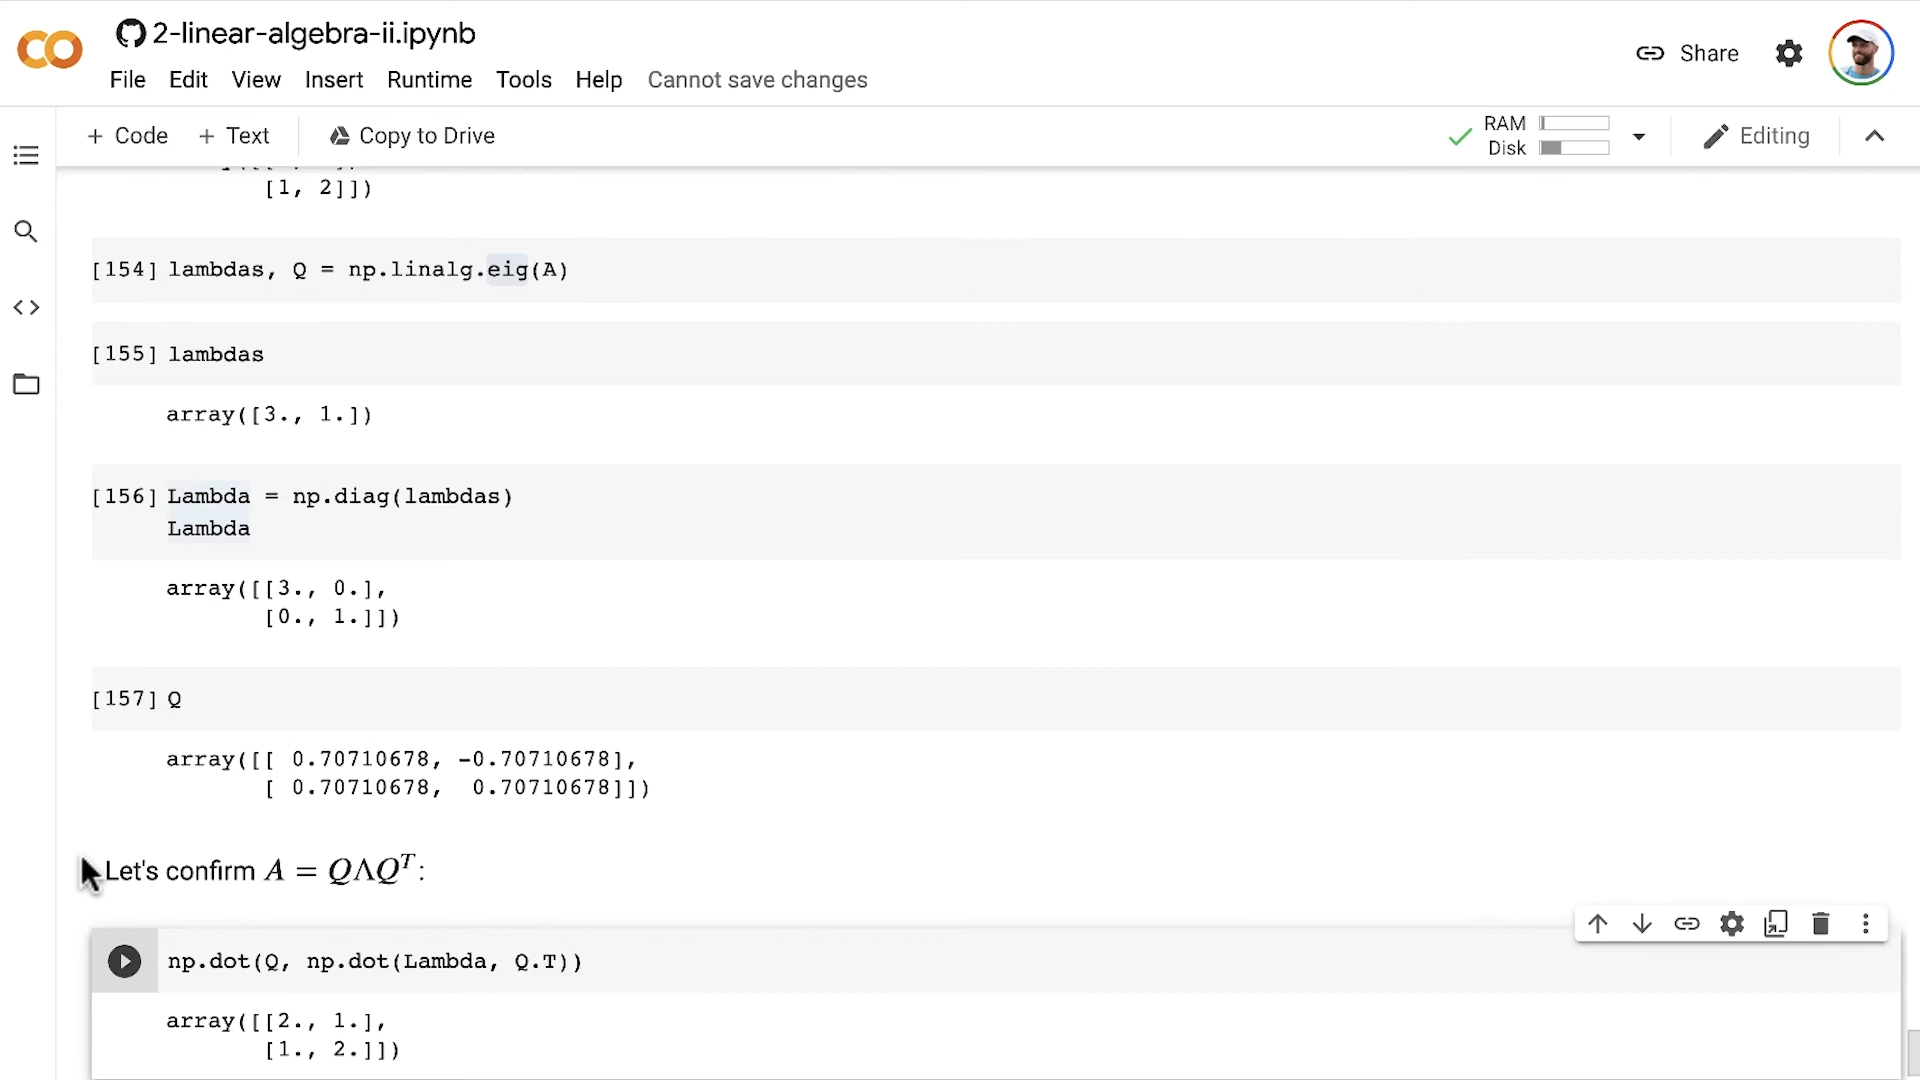 2-linear-algebra-ii.ipynb
File Edit View Insert Runtime Tools Help Cannot save changes
Share
+ Code + Text Copy to Drive
RAM
Disk
Editing
[1, 2]])
[154] lambdas, Q = np.linalg.eig(A)
[155] lambdas
array([3., 1.])
[156] Lambda = np.diag(lambdas)
Lambda
array([[3., 0.],
[0., 1.]])
[157] Q
array([[ 0.70710678, -0.70710678],
[ 0.70710678, 0.70710678]])
Let's confirm A = QΛQᵀ:
np.dot(Q, np.dot(Lambda, Q.T))
array([[2., 1.],
[1., 2.]])